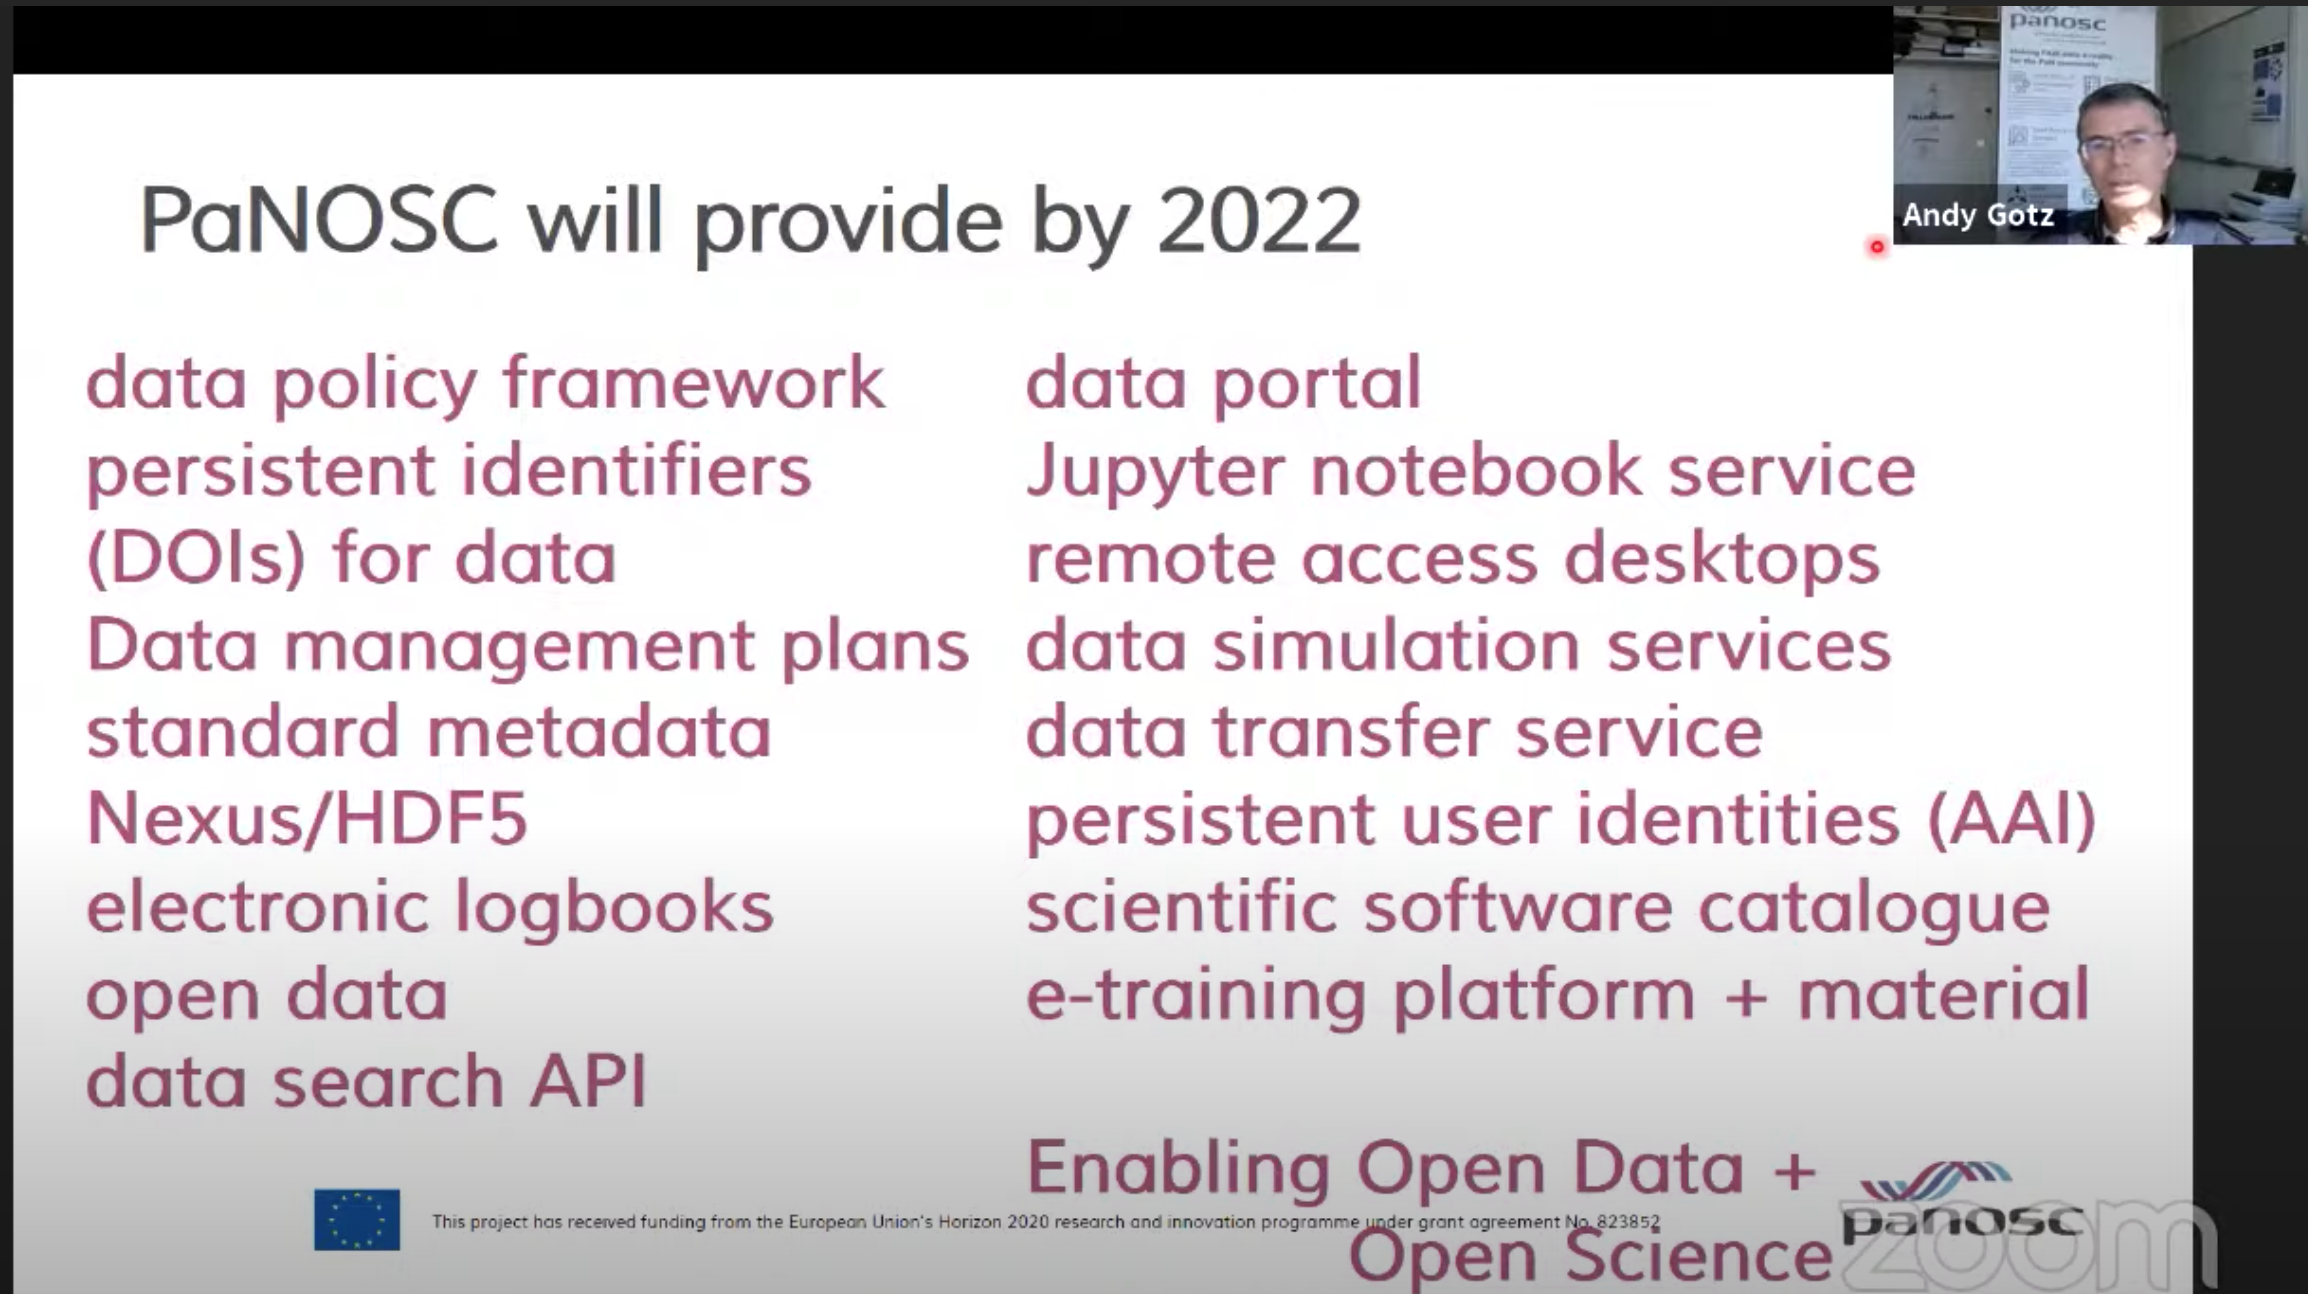 panosc
Andy Gotz
PaNOSC will provide by 2022
data policy framework
persistent identifiers
(DOIs) for data
Data management plans
standard metadata
Nexus/HDF5
electronic logbooks
open data
data search API
data portal
Jupyter notebook service
remote access desktops
data simulation services
data transfer service
persistent user identities (AAI)
scientific software catalogue
e-training platform + material
Enabling Open Data +
Open Science
This project has received funding from the European Union's Horizon 2020 research and innovation programme under grant agreement No. 823852
panosc
zoom